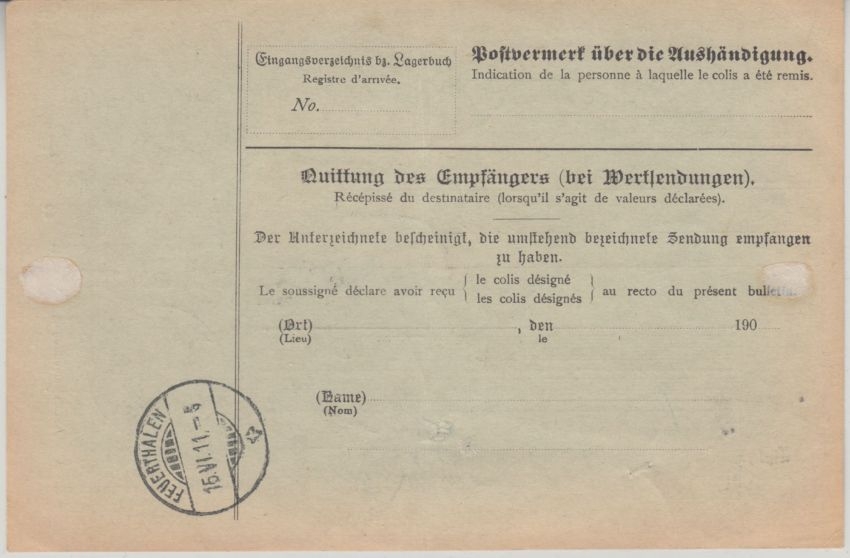 Eingangsverzeichnis bz. Lagerbuch
Registre d'arrivée.
No.
Postvermerk über die Aushändigung.
Indication de la personne à laquelle le colis a été remis.
Quittung des Empfängers (bei Wertsendungen).
Récépissé du destinataire (lorsqu'il s'agit de valeurs déclarées).
Der Unterzeichnete bescheinigt, die umstehend bezeichnete Sendung empfangen
zu haben.
Le soussigné déclare avoir reçu { le colis désigné / les colis désignés } au recto du présent bulletin.
(Ort) , den 190
(Lieu) le
(Name)
(Nom)
FEUERTHALEN
15.VI.11.–5